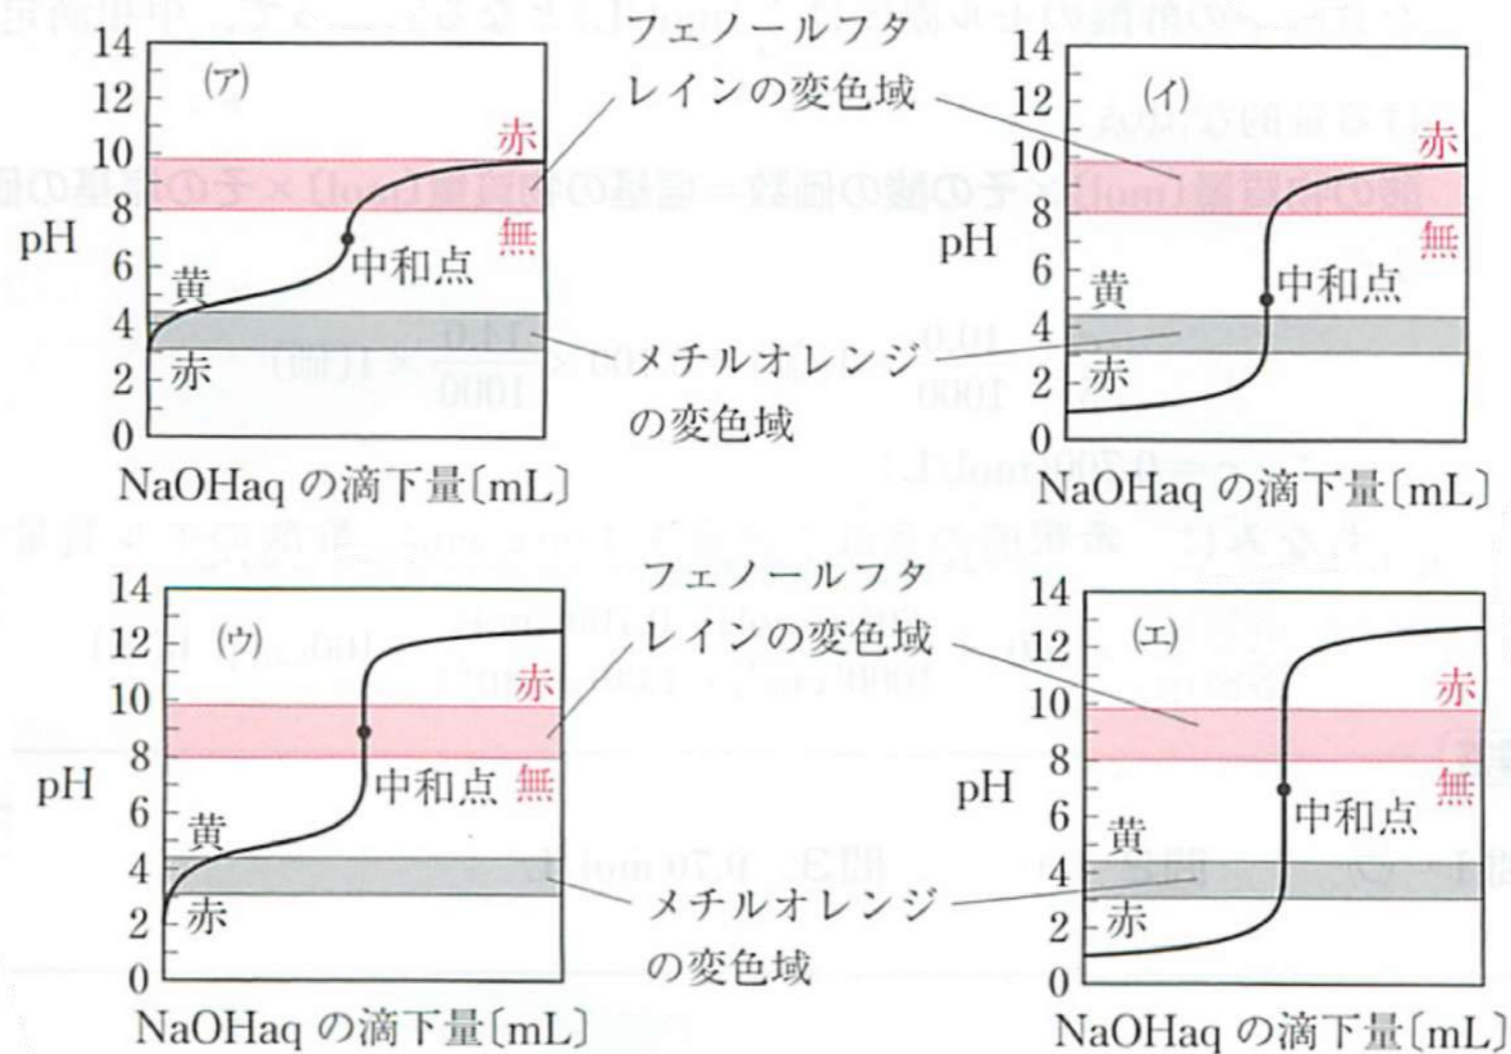 (ア)
14
12
10
8
6
4
2
0
pH
赤
無
黄
赤
中和点
NaOHaq の滴下量〔mL〕
フェノールフタ
レインの変色域
メチルオレンジ
の変色域
(イ)
14
12
10
8
6
4
2
0
pH
赤
無
黄
赤
中和点
NaOHaq の滴下量〔mL〕
(ウ)
14
12
10
8
6
4
2
0
pH
赤
無
黄
赤
中和点
NaOHaq の滴下量〔mL〕
フェノールフタ
レインの変色域
メチルオレンジ
の変色域
(エ)
14
12
10
8
6
4
2
0
pH
赤
無
黄
赤
中和点
NaOHaq の滴下量〔mL〕